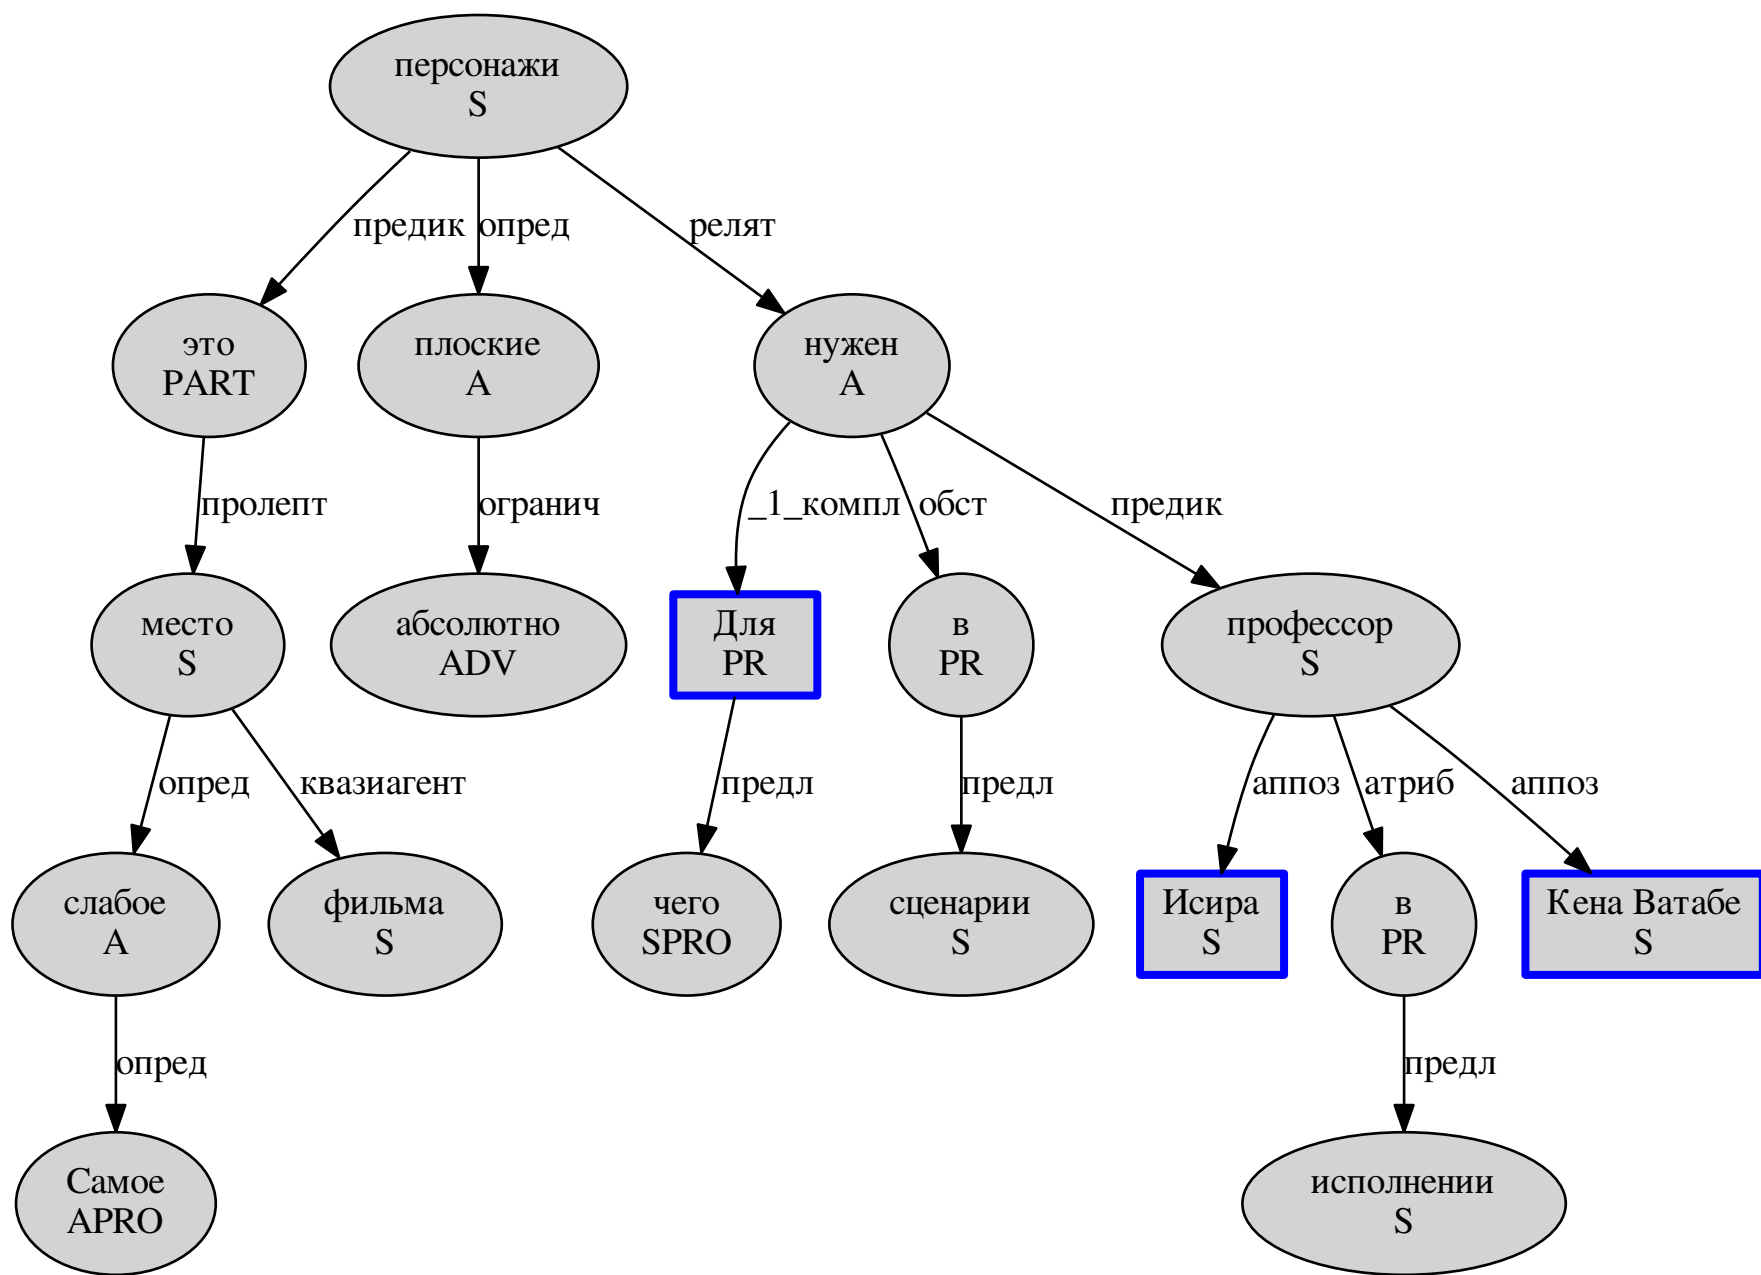 персонажи
S
предик
опред
релят
это
PART
плоские
A
нужен
A
пролепт
огранич
_1_компл
обст
предик
место
S
абсолютно
ADV
Для
PR
в
PR
профессор
S
опред
квазиагент
предл
предл
аппоз
атриб
аппоз
слабое
A
фильма
S
чего
SPRO
сценарии
S
Исира
S
в
PR
Кена Ватабе
S
опред
предл
Самое
APRO
исполнении
S